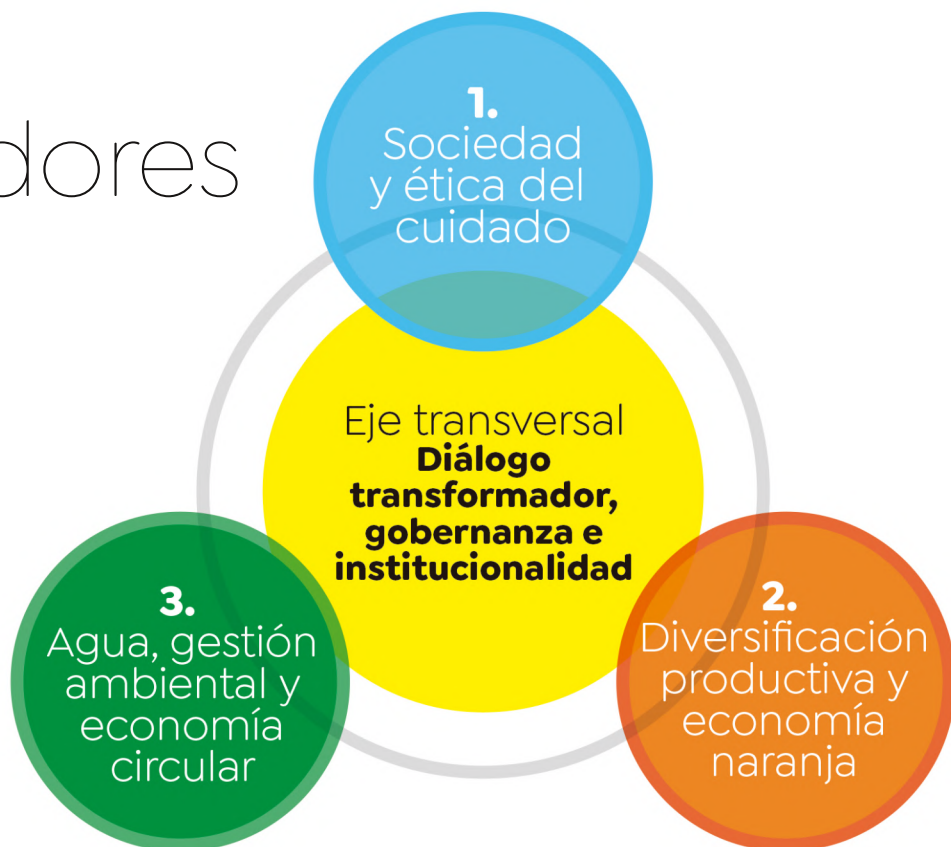 dores
1.
Sociedad
y ética del
cuidado
Eje transversal
Diálogo
transformador,
gobernanza e
institucionalidad
3.
Agua, gestión
ambiental y
economía
circular
2.
Diversificación
productiva y
economía
naranja